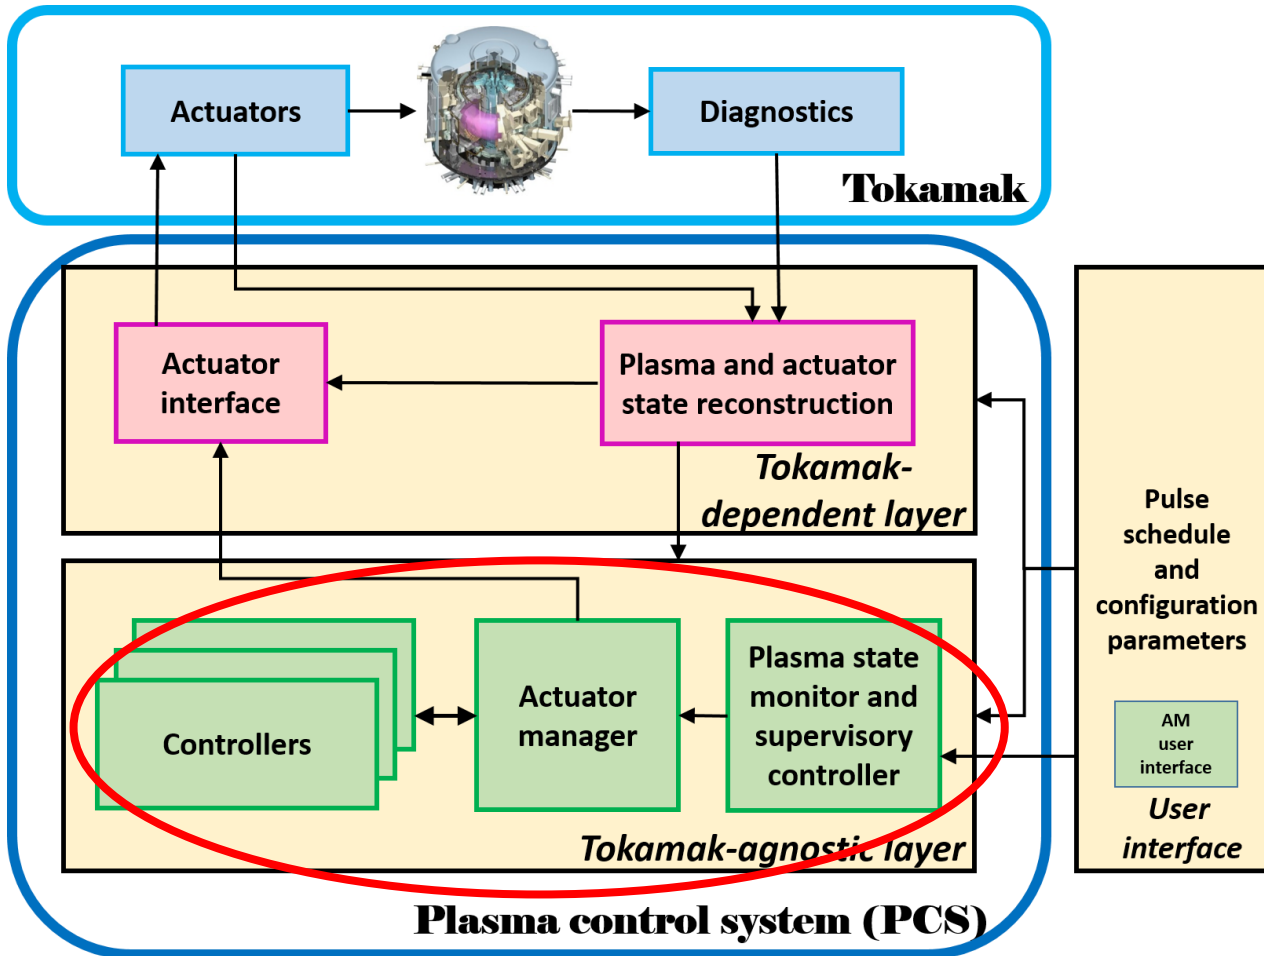 Actuators
Diagnostics
Tokamak
Actuator
interface
Plasma and actuator
state reconstruction
Tokamak-
dependent layer
Controllers
Actuator
manager
Plasma state
monitor and
supervisory
controller
Tokamak-agnostic layer
Plasma control system (PCS)
Pulse
schedule
and
configuration
parameters
AM
user
interface
User
interface